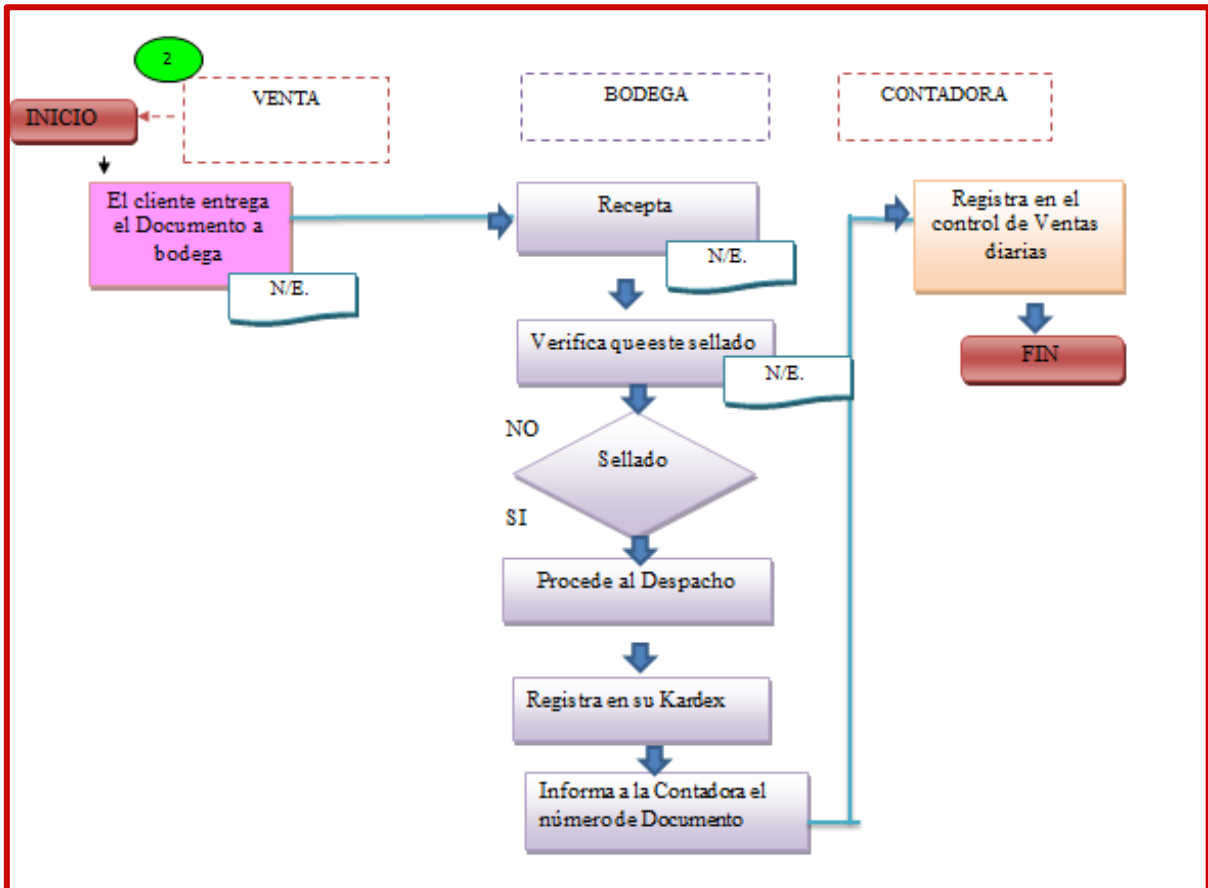 2
VENTA
BODEGA
CONTADORA
INICIO
El cliente entrega
el Documento a
bodega
N/E.
Recepta
N/E.
Registra en el
control de Ventas
diarias
Verifica que este sellado
N/E.
FIN
NO
Sellado
SI
Procede al Despacho
Registra en su Kardex
Informa a la Contadora el
número de Documento